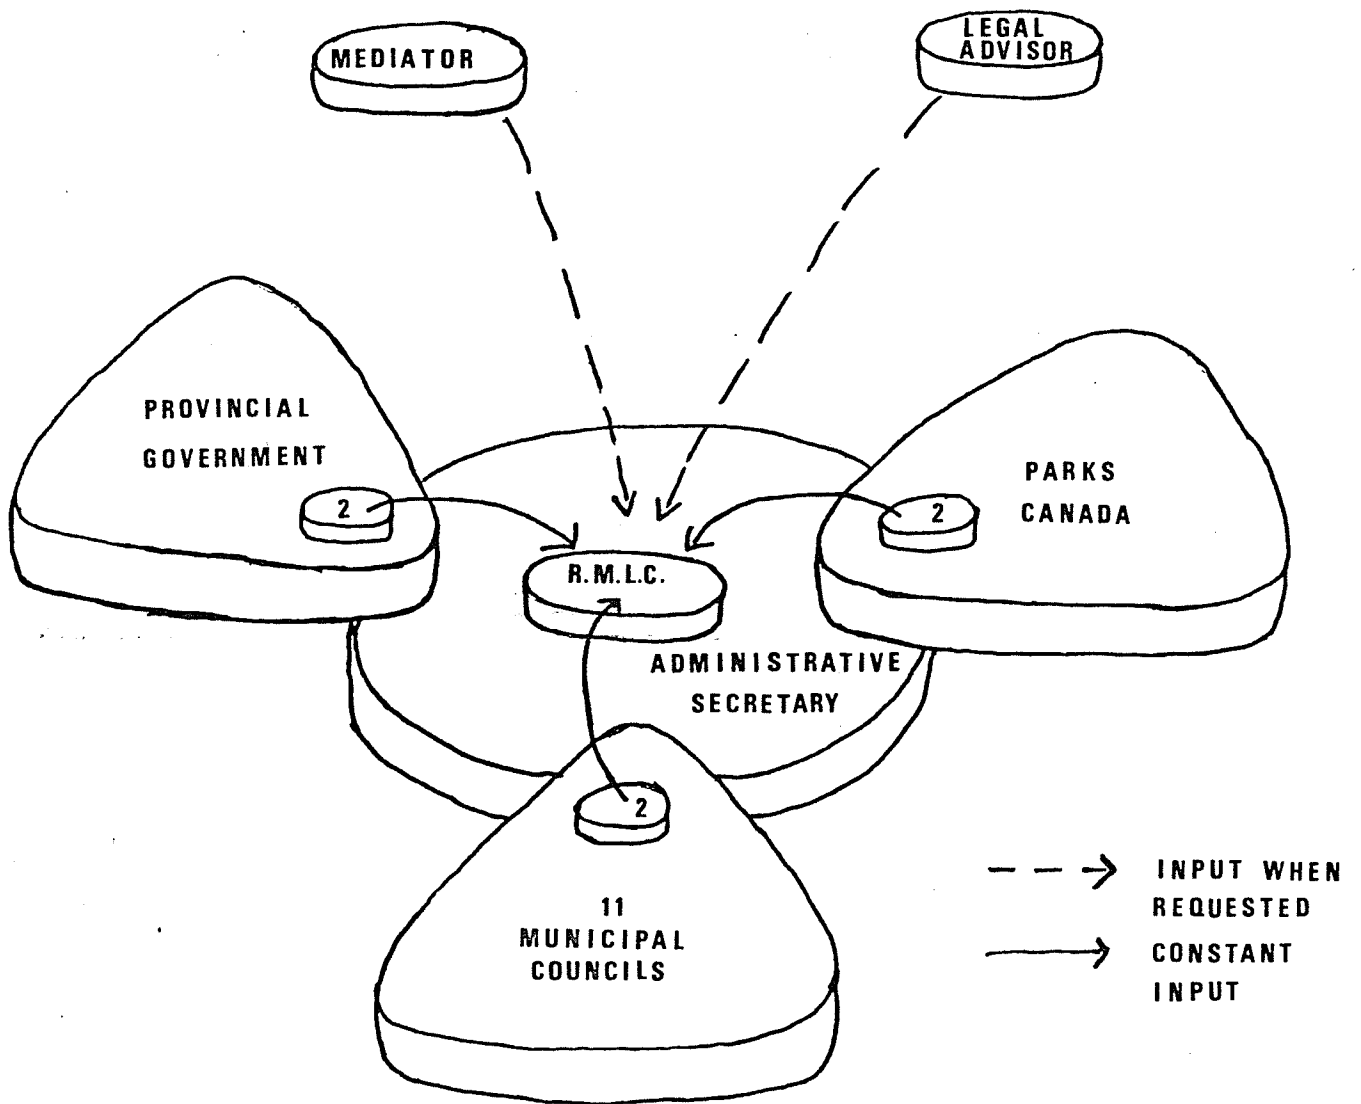 MEDIATOR
LEGAL
ADVISOR
PROVINCIAL
GOVERNMENT
2
PARKS
CANADA
2
R.M.L.C.
ADMINISTRATIVE
SECRETARY
2
11
MUNICIPAL
COUNCILS
INPUT WHEN
REQUESTED
CONSTANT
INPUT